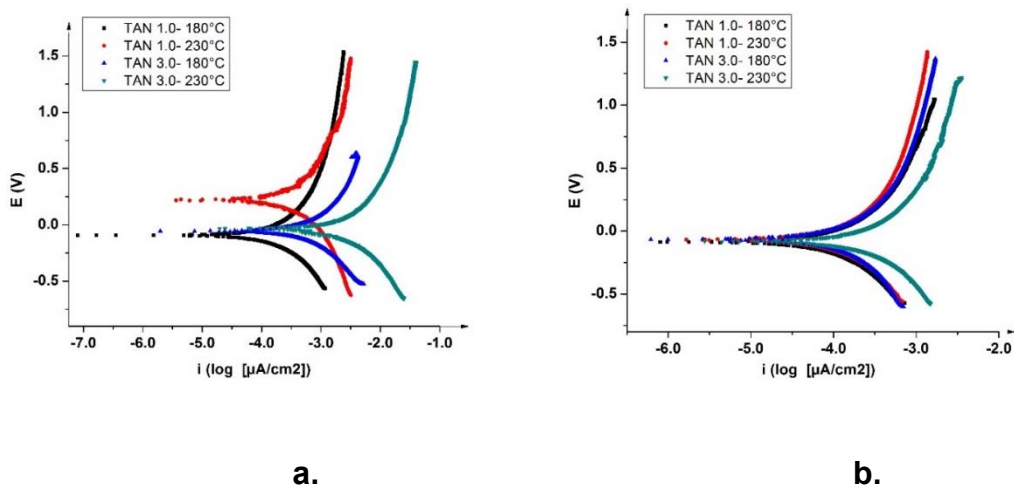 TAN 1.0- 180°C
TAN 1.0- 230°C
TAN 3.0- 180°C
TAN 3.0- 230°C
1.5
1.0
0.5
0.0
-0.5
E (V)
-7.0 -6.0 -5.0 -4.0 -3.0 -2.0 -1.0
i (log [µA/cm2])
a.
TAN 1.0- 180°C
TAN 1.0- 230°C
TAN 3.0- 180°C
TAN 3.0- 230°C
1.5
1.0
0.5
0.0
-0.5
E (V)
-6.0 -5.0 -4.0 -3.0 -2.0
i (log [µA/cm2])
b.